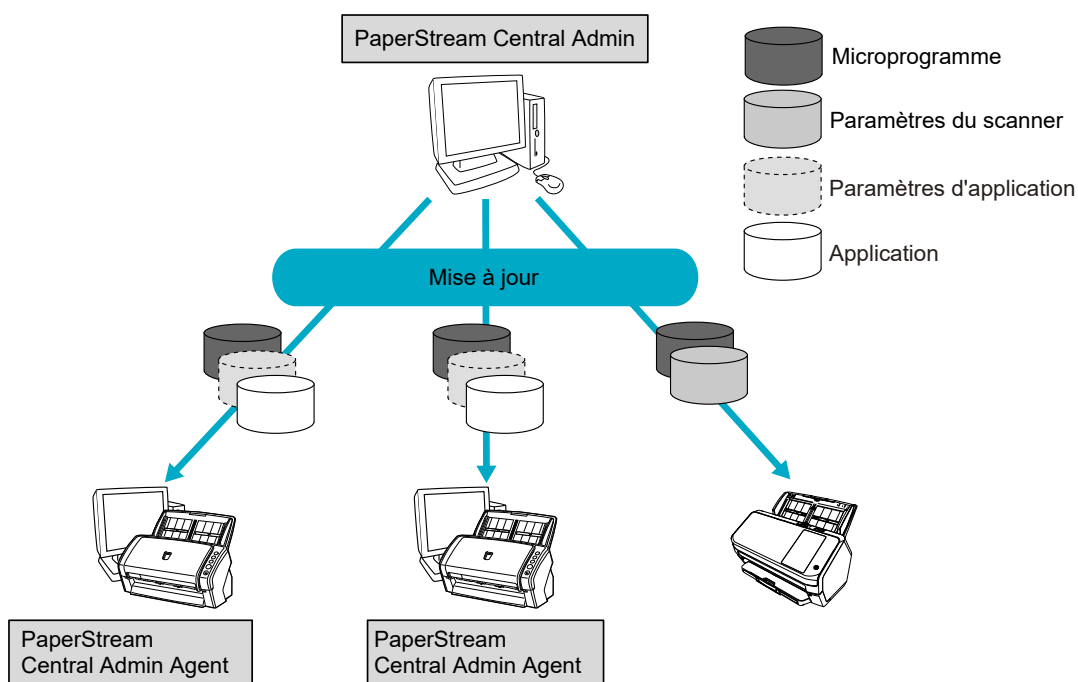 PaperStream Central Admin
Microprogramme
Paramètres du scanner
Paramètres d'application
Application
Mise à jour
PaperStream
Central Admin Agent
PaperStream
Central Admin Agent